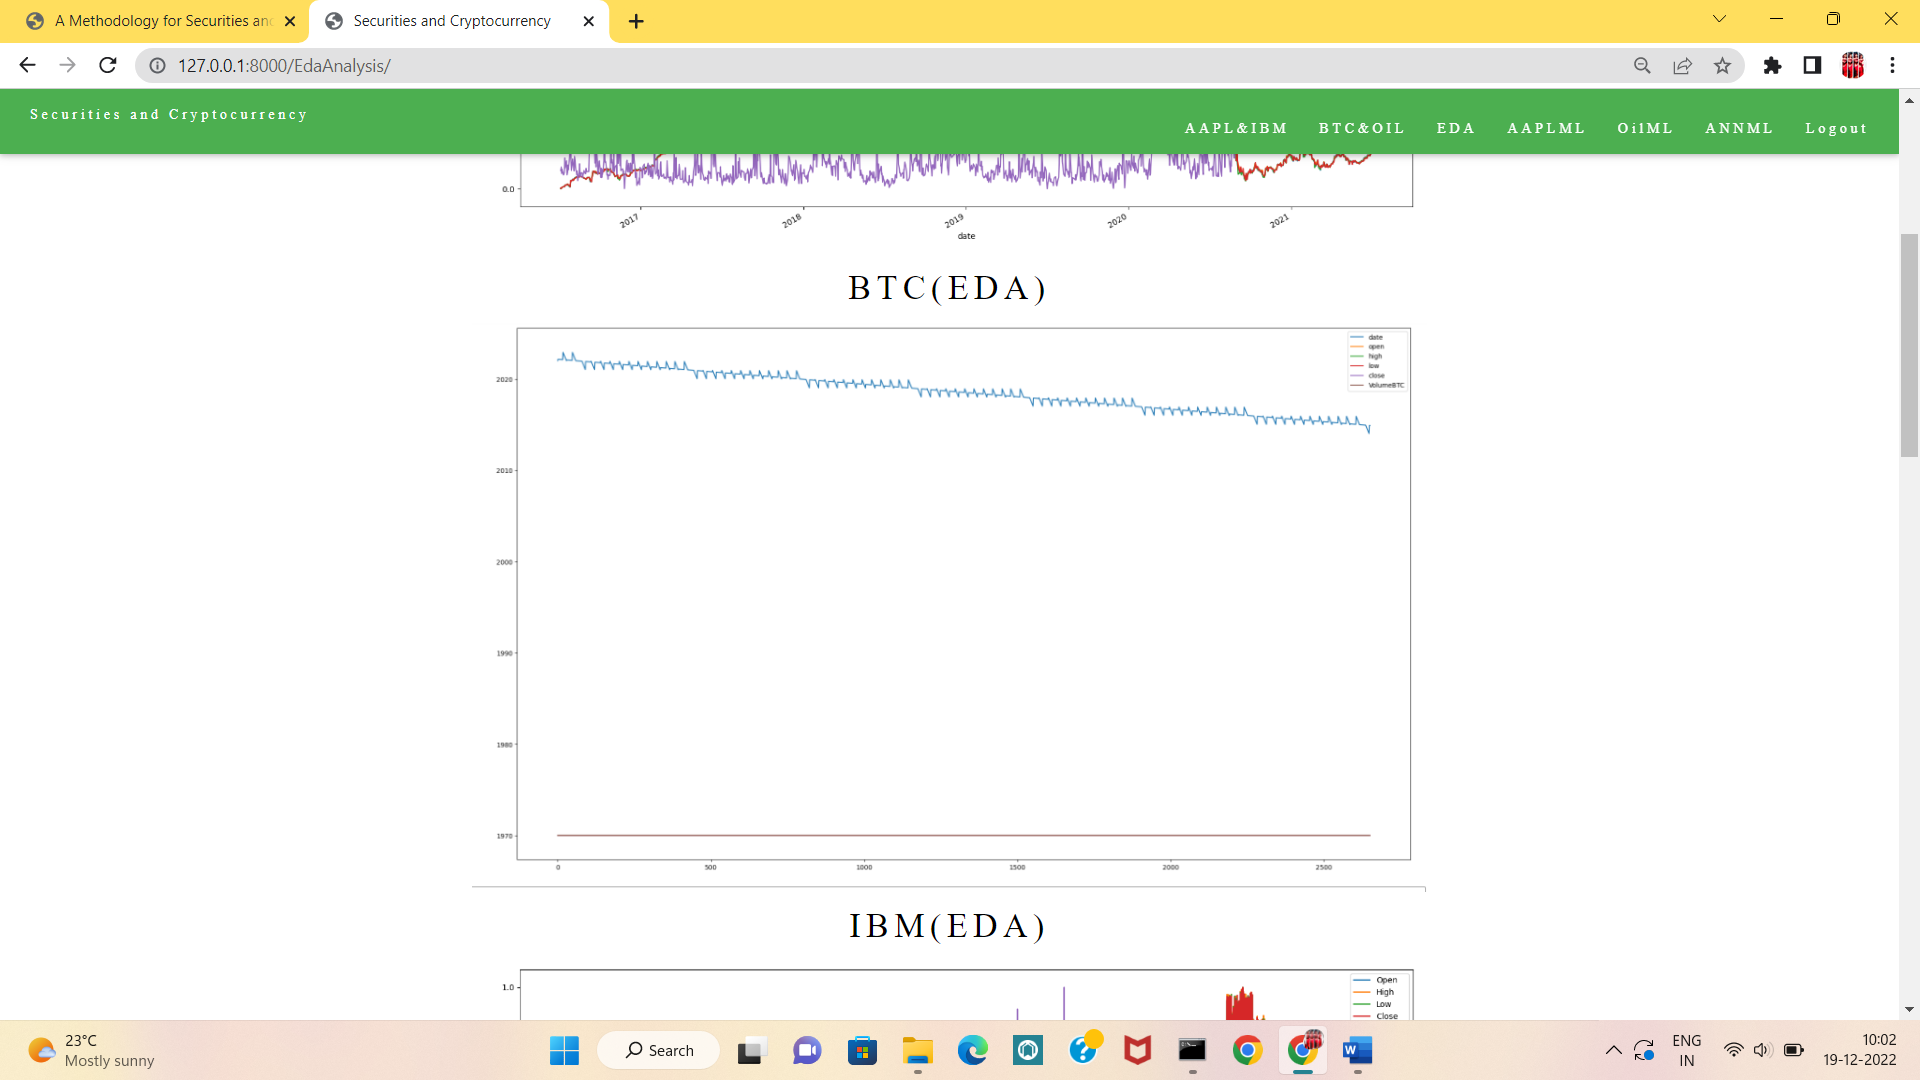 A Methodology for Securities an
Securities and Cryptocurrency
127.0.0.1:8000/EdaAnalysis/
Securities and Cryptocurrency
AAPL&IBM BTC&OIL EDA AAPLML OilML ANNML Logout
0.0
2017 2018 2019 2020 2021
date
BTC(EDA)
date
open
high
low
close
VolumeBTC
2020
2010
2000
1990
1980
1970
0 500 1000 1500 2000 2500
IBM(EDA)
1.0
Open
High
Low
Close
23°C
Mostly sunny
Search
ENG
IN
10:02
19-12-2022